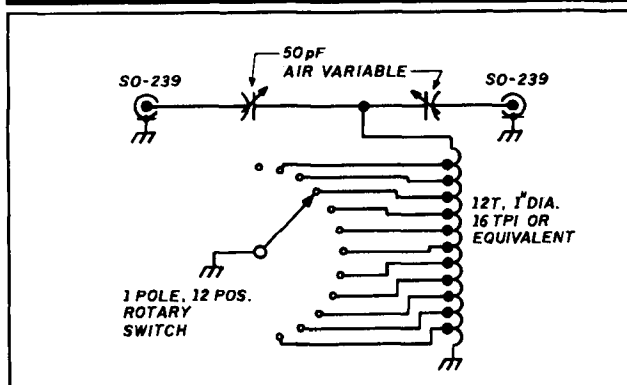 50pF
AIR VARIABLE
SO-239
SO-239
12T, 1" DIA.
16 TPI OR
EQUIVALENT
1 POLE, 12 POS.
ROTARY
SWITCH